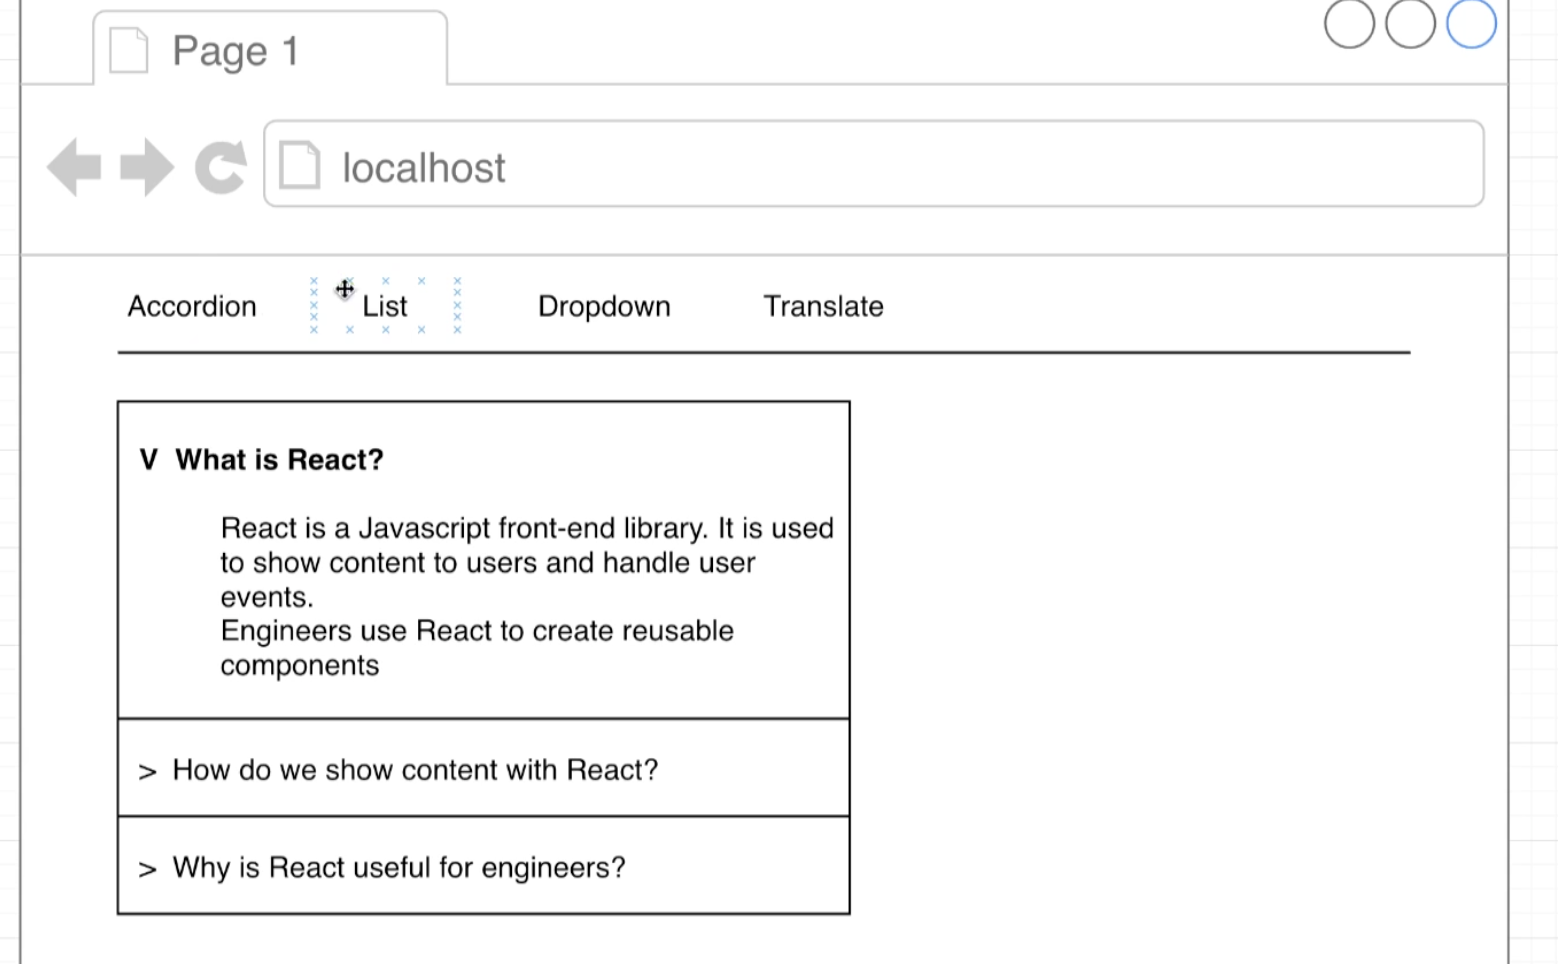 Page 1
localhost
Accordion List Dropdown Translate
V What is React?
React is a Javascript front-end library. It is used
to show content to users and handle user
events.
Engineers use React to create reusable
components
> How do we show content with React?
> Why is React useful for engineers?